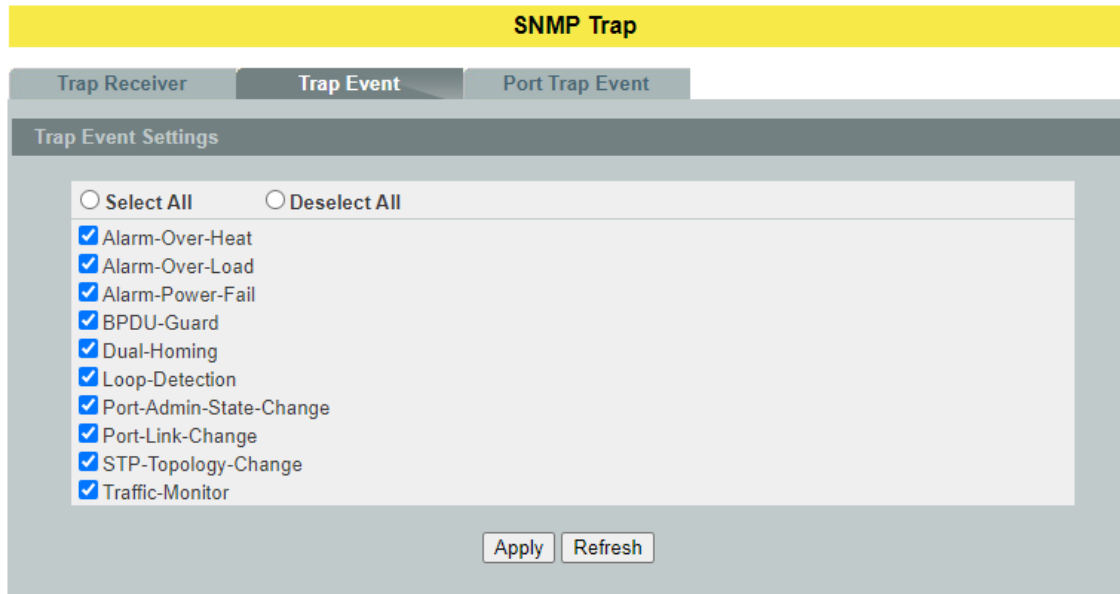 SNMP Trap
Trap Receiver Trap Event Port Trap Event
Trap Event Settings
Select All Deselect All
Alarm-Over-Heat
Alarm-Over-Load
Alarm-Power-Fail
BPDU-Guard
Dual-Homing
Loop-Detection
Port-Admin-State-Change
Port-Link-Change
STP-Topology-Change
Traffic-Monitor
Apply Refresh